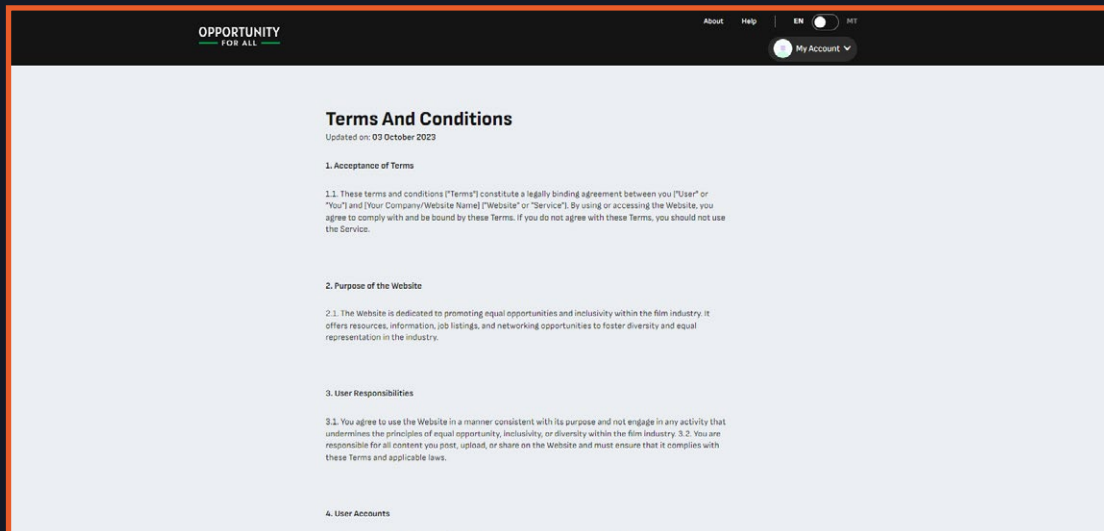 About Help EN MT
OPPORTUNITY
FOR ALL
My Account
Terms And Conditions
Updated on: 03 October 2023
1. Acceptance of Terms
1.1. These terms and conditions ("Terms") constitute a legally binding agreement between you ("User" or
"You") and [Your Company/Website Name] ("Website" or "Service"). By using or accessing the Website, you
agree to comply with and be bound by these Terms. If you do not agree with these Terms, you should not use
the Service.
2. Purpose of the Website
2.1. The Website is dedicated to promoting equal opportunities and inclusivity within the film industry. It
offers resources, information, job listings, and networking opportunities to foster diversity and equal
representation in the industry.
3. User Responsibilities
3.1. You agree to use the Website in a manner consistent with its purpose and not engage in any activity that
undermines the principles of equal opportunity, inclusivity, or diversity within the film industry. 3.2. You are
responsible for all content you post, upload, or share on the Website and must ensure that it complies with
these Terms and applicable laws.
4. User Accounts